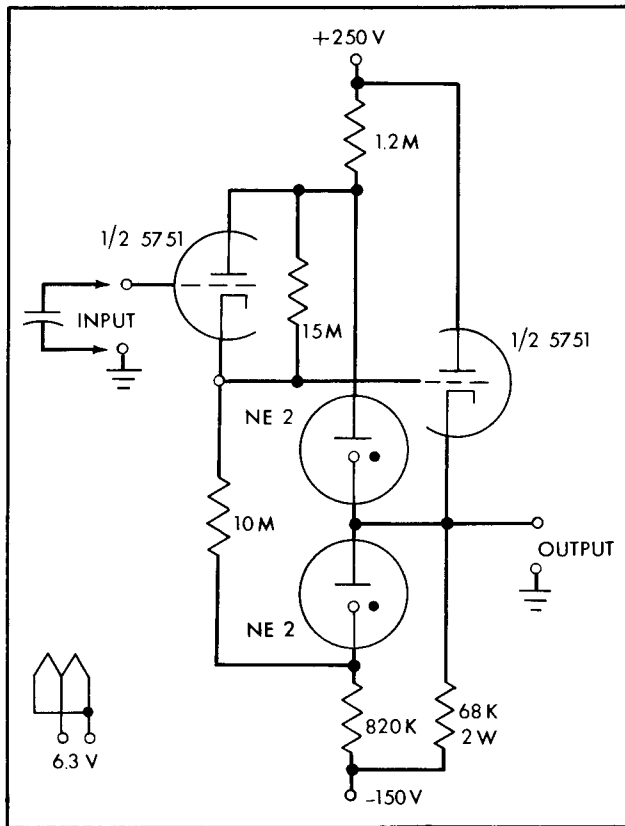 +250 V
1.2 M
1/2 5751
INPUT
15 M
1/2 5751
NE 2
10 M
OUTPUT
NE 2
820 K
68 K
2 W
6.3 V
-150 V